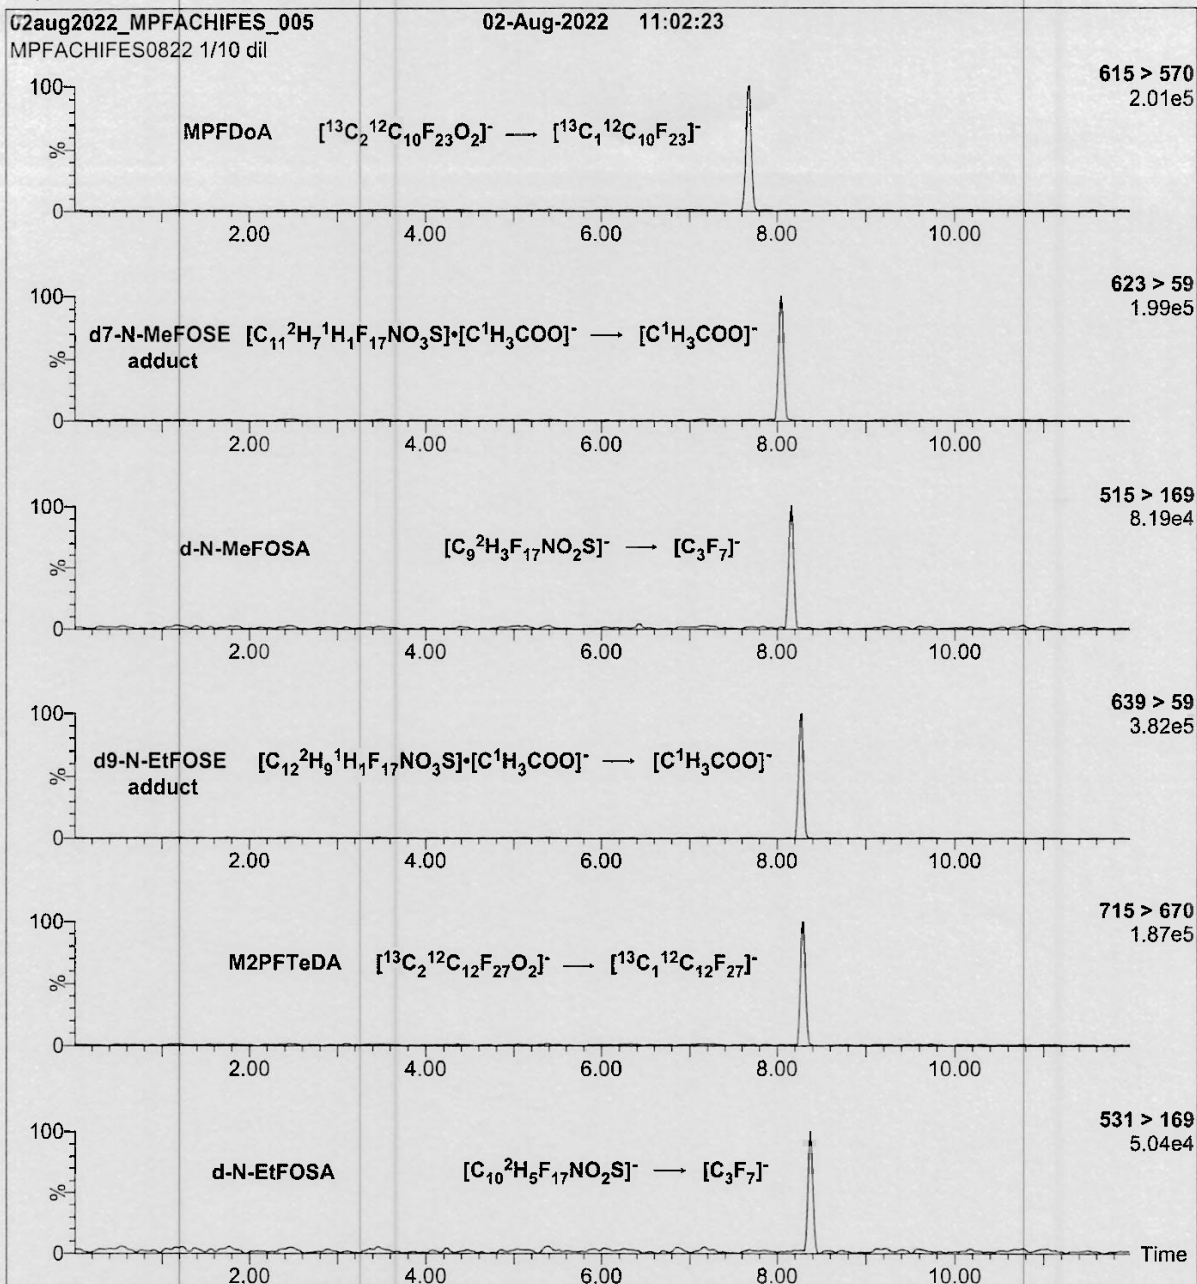 02aug2022_MPFACHIFES_005 02-Aug-2022 11:02:23
MPFACHIFES0822 1/10 dil
615 > 570
2.01e5
100
MPFDoA [¹³C₂¹²C₁₀F₂₃O₂]⁻ → [¹³C₁¹²C₁₀F₂₃]⁻
%
0
2.00 4.00 6.00 8.00 10.00
623 > 59
1.99e5
100
d7-N-MeFOSE [C₁₁²H₇¹H₁F₁₇NO₃S]•[C¹H₃COO]⁻ → [C¹H₃COO]⁻
adduct
%
0
2.00 4.00 6.00 8.00 10.00
515 > 169
8.19e4
100
d-N-MeFOSA [C₉²H₃F₁₇NO₂S]⁻ → [C₃F₇]⁻
%
0
2.00 4.00 6.00 8.00 10.00
639 > 59
3.82e5
100
d9-N-EtFOSE [C₁₂²H₉¹H₁F₁₇NO₃S]•[C¹H₃COO]⁻ → [C¹H₃COO]⁻
adduct
%
0
2.00 4.00 6.00 8.00 10.00
715 > 670
1.87e5
100
M2PFTeDA [¹³C₂¹²C₁₂F₂₇O₂]⁻ → [¹³C₁¹²C₁₂F₂₇]⁻
%
0
2.00 4.00 6.00 8.00 10.00
531 > 169
5.04e4
100
d-N-EtFOSA [C₁₀²H₅F₁₇NO₂S]⁻ → [C₃F₇]⁻
%
0
Time
2.00 4.00 6.00 8.00 10.00